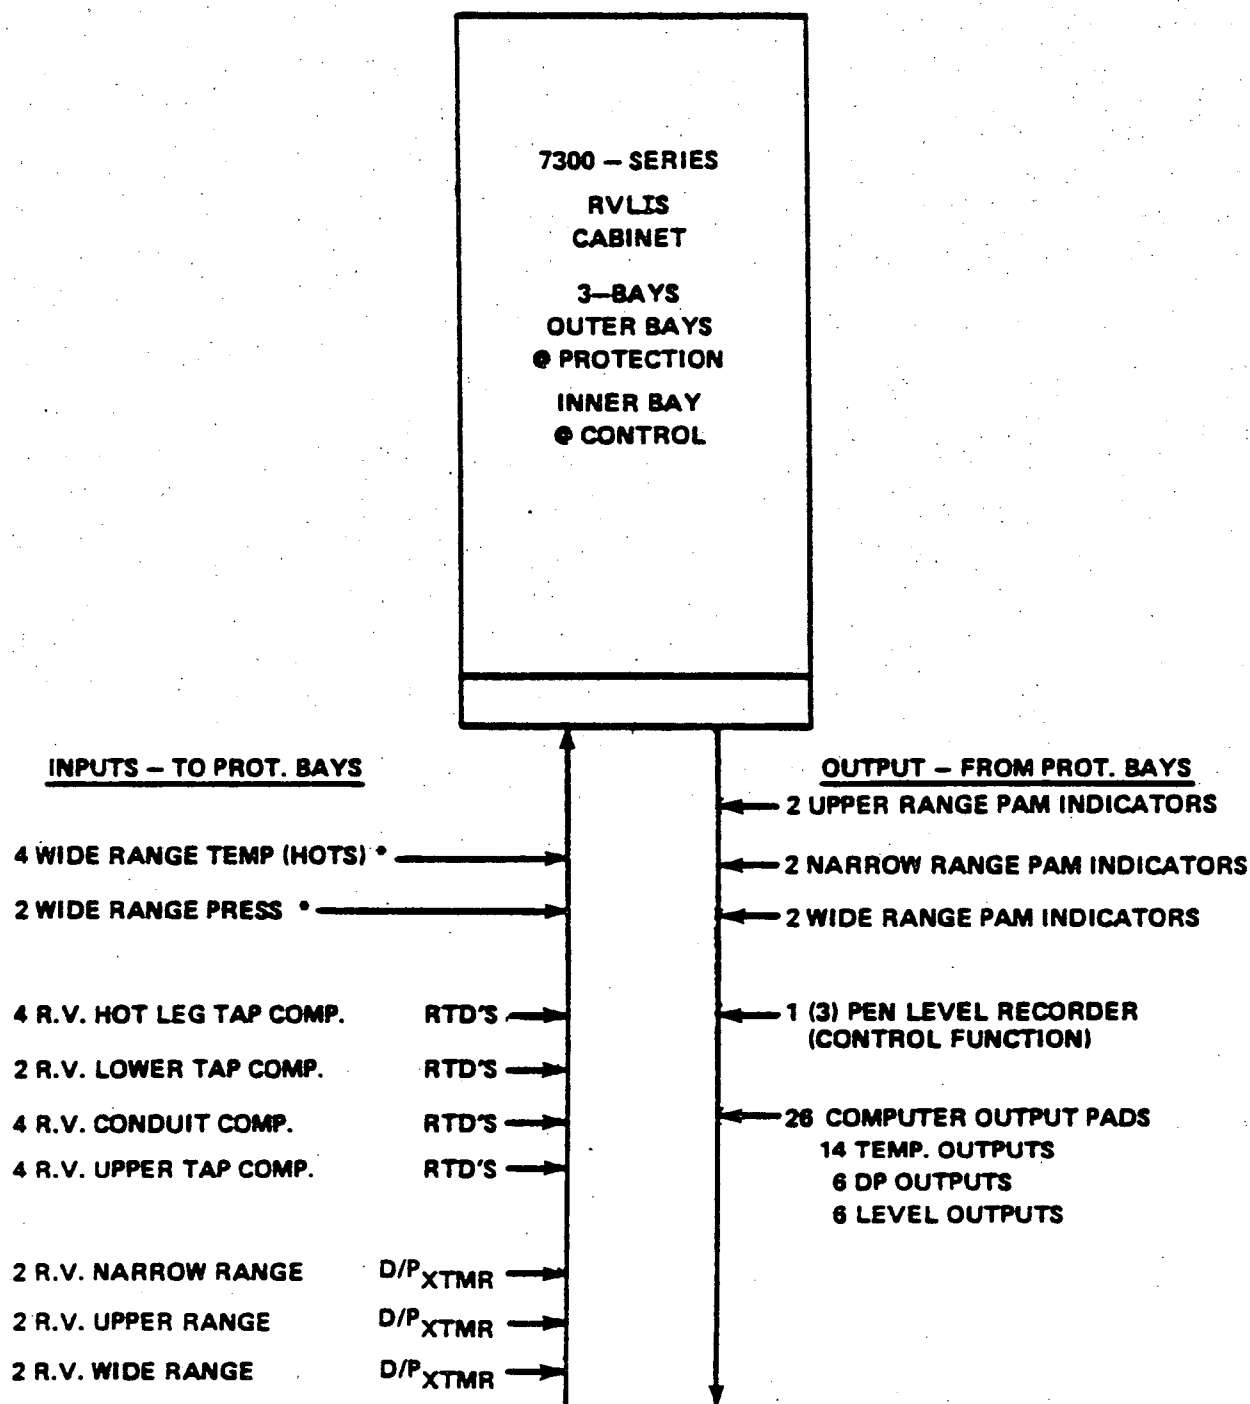 7300 – SERIES
RVLIS
CABINET
3–BAYS
OUTER BAYS
@ PROTECTION
INNER BAY
@ CONTROL
INPUTS – TO PROT. BAYS
4 WIDE RANGE TEMP (HOTS) *
2 WIDE RANGE PRESS *
4 R.V. HOT LEG TAP COMP. RTD'S
2 R.V. LOWER TAP COMP. RTD'S
4 R.V. CONDUIT COMP. RTD'S
4 R.V. UPPER TAP COMP. RTD'S
2 R.V. NARROW RANGE D/P XTMR
2 R.V. UPPER RANGE D/P XTMR
2 R.V. WIDE RANGE D/P XTMR
OUTPUT – FROM PROT. BAYS
2 UPPER RANGE PAM INDICATORS
2 NARROW RANGE PAM INDICATORS
2 WIDE RANGE PAM INDICATORS
1 (3) PEN LEVEL RECORDER
(CONTROL FUNCTION)
26 COMPUTER OUTPUT PADS
14 TEMP. OUTPUTS
6 DP OUTPUTS
6 LEVEL OUTPUTS